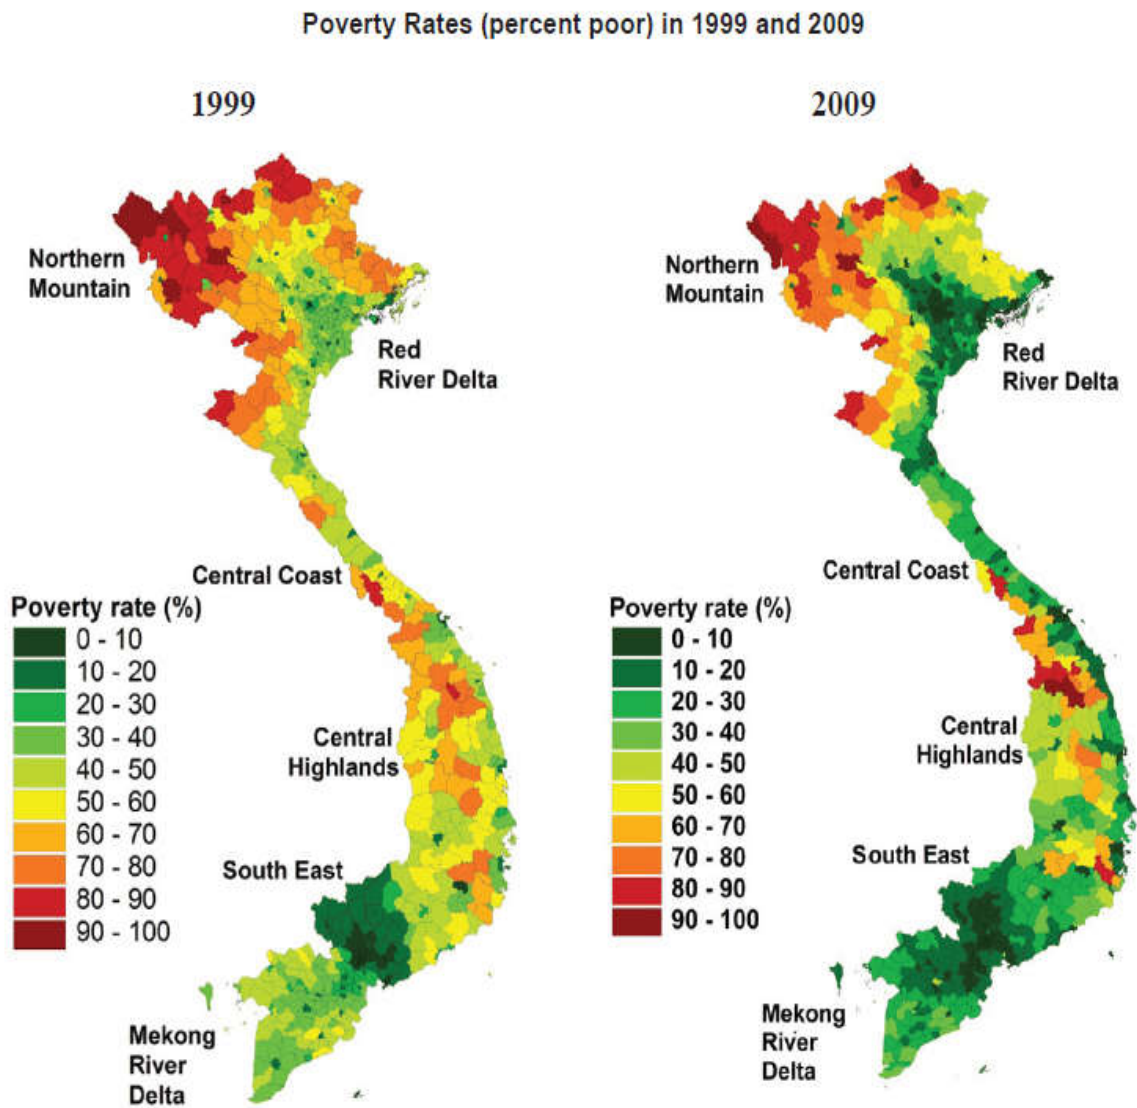 Poverty Rates (percent poor) in 1999 and 2009
1999
Northern
Mountain
Red
River Delta
Central Coast
Poverty rate (%)
0 - 10
10 - 20
20 - 30
30 - 40
40 - 50
50 - 60
60 - 70
70 - 80
80 - 90
90 - 100
Central
Highlands
South East
Mekong
River
Delta
2009
Northern
Mountain
Red
River Delta
Central Coast
Poverty rate (%)
0 - 10
10 - 20
20 - 30
30 - 40
40 - 50
50 - 60
60 - 70
70 - 80
80 - 90
90 - 100
Central
Highlands
South East
Mekong
River
Delta